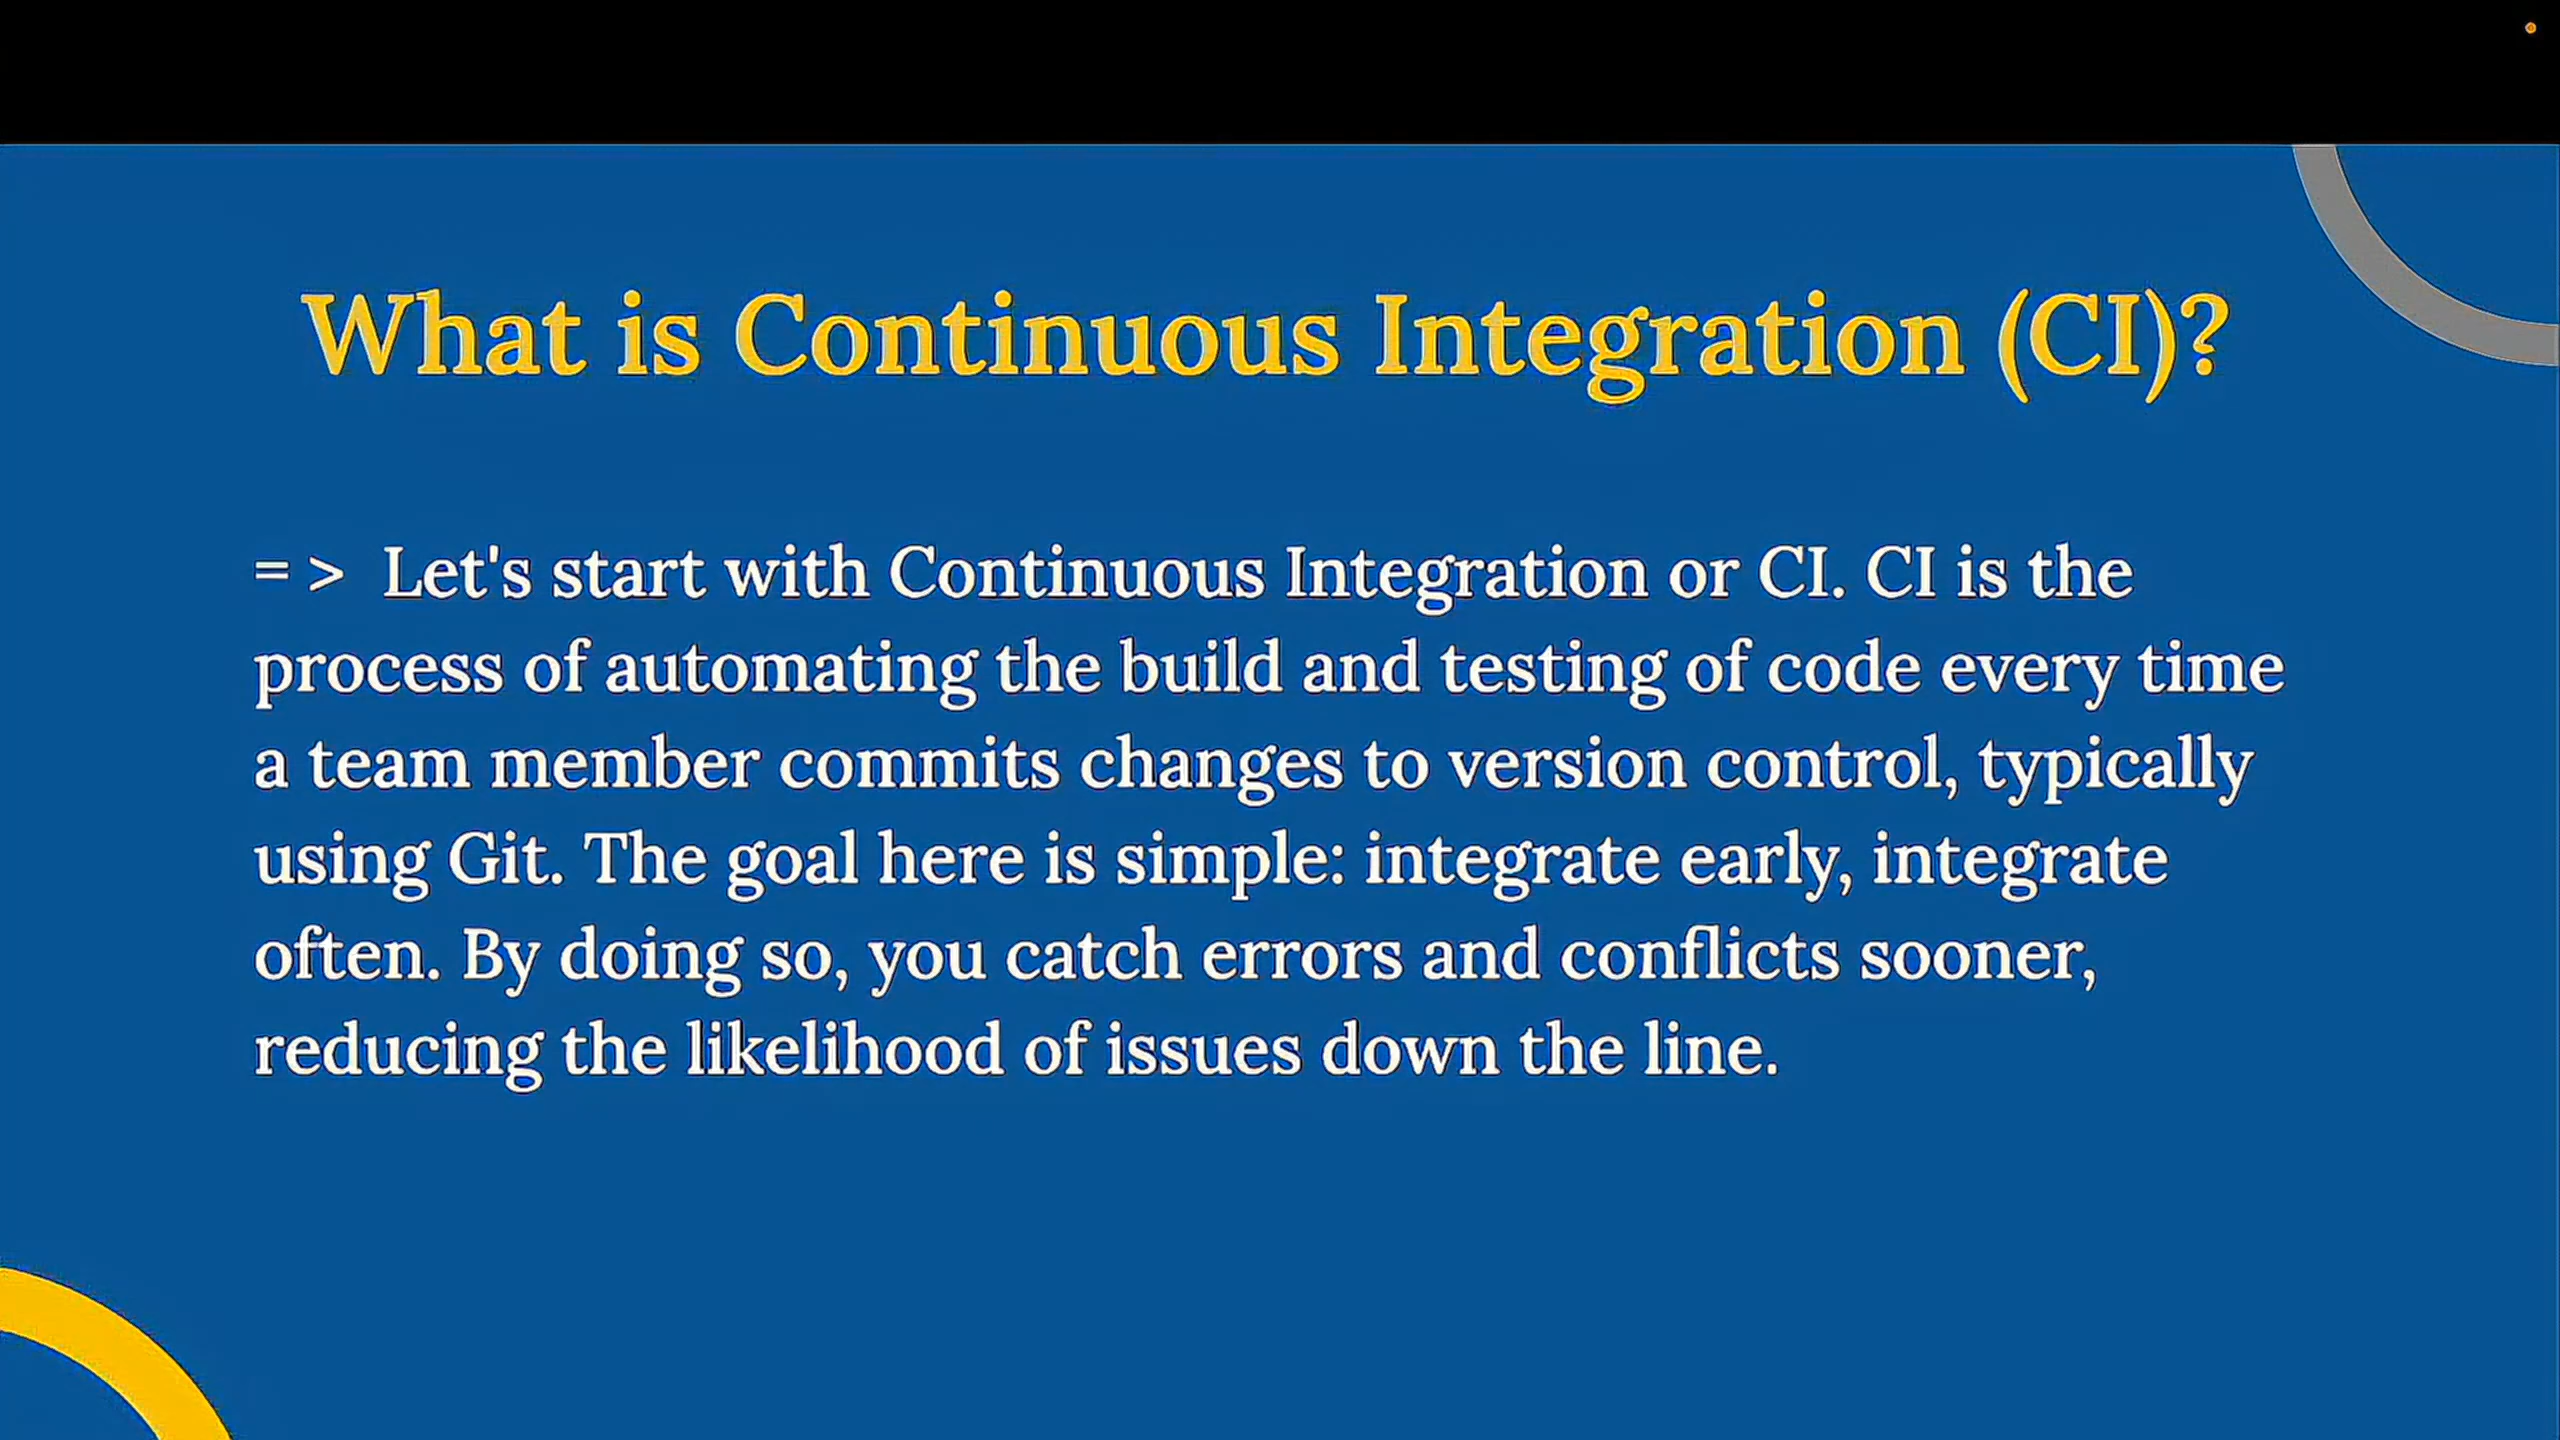 What is Continuous Integration (CI)?
= > Let's start with Continuous Integration or CI. CI is the
process of automating the build and testing of code every time
a team member commits changes to version control, typically
using Git. The goal here is simple: integrate early, integrate
often. By doing so, you catch errors and conflicts sooner,
reducing the likelihood of issues down the line.